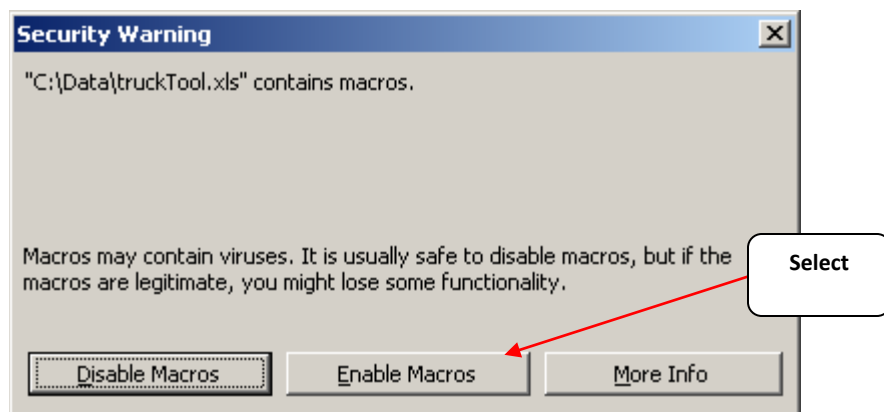 Security Warning
"C:\Data\truckTool.xls" contains macros.
Macros may contain viruses. It is usually safe to disable macros, but if the
macros are legitimate, you might lose some functionality.
Select
Disable Macros
Enable Macros
More Info